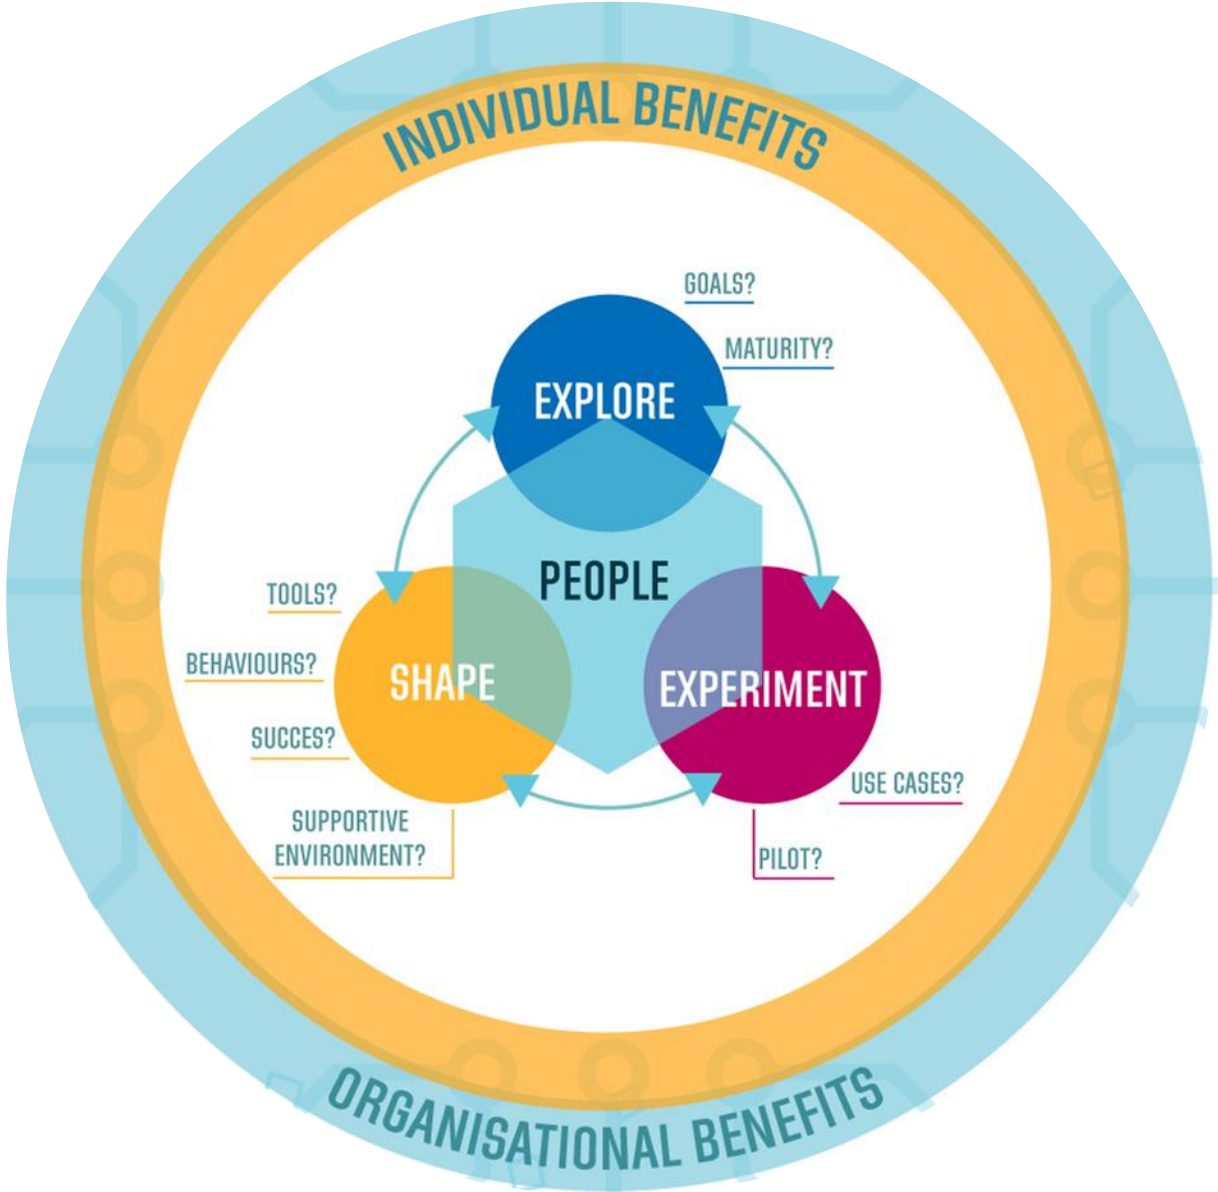 INDIVIDUAL BENEFITS
GOALS?
MATURITY?
EXPLORE
PEOPLE
TOOLS?
BEHAVIOURS?
SHAPE
EXPERIMENT
SUCCES?
USE CASES?
SUPPORTIVE
ENVIRONMENT?
PILOT?
ORGANISATIONAL BENEFITS